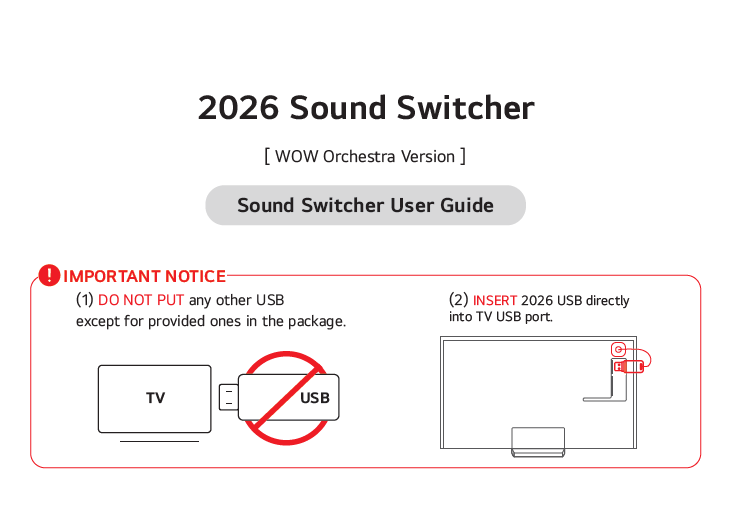 2026 Sound Switcher
[ WOW Orchestra Version ]
Sound Switcher User Guide
! IMPORTANT NOTICE
(1) DO NOT PUT any other USB
except for provided ones in the package.
TV
USB
(2) INSERT 2026 USB directly
into TV USB port.